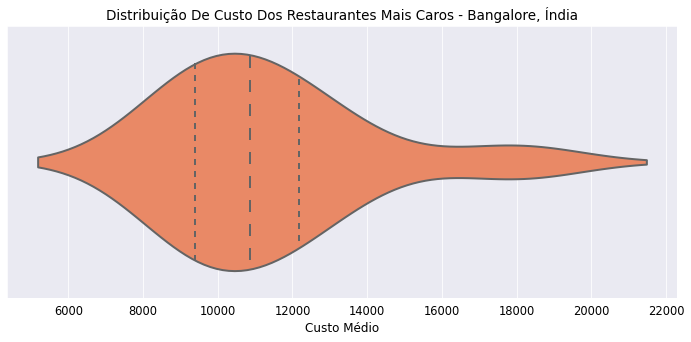 Distribuição De Custo Dos Restaurantes Mais Caros - Bangalore, Índia
6000 8000 10000 12000 14000 16000 18000 20000 22000
Custo Médio